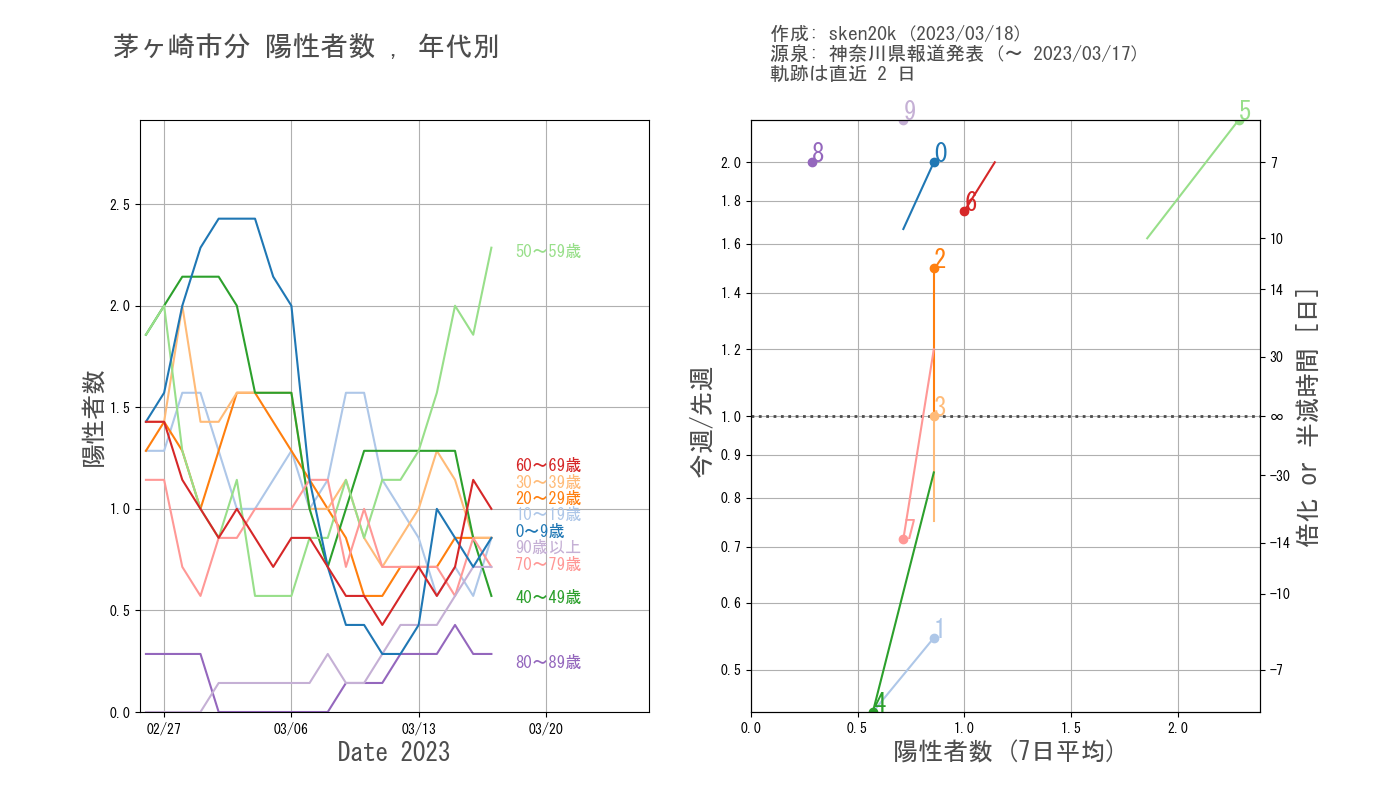 茅ヶ崎市分 陽性者数 , 年代別
作成: sken20k (2023/03/18)
源泉: 神奈川県報道発表 (～ 2023/03/17)
軌跡は直近 2 日
陽性者数
2.5
2.0
1.5
1.0
0.5
0.0
50～59歳
60～69歳
30～39歳
20～29歳
10～19歳
0～9歳
90歳以上
70～79歳
40～49歳
80～89歳
02/27
03/06
03/13
03/20
Date 2023
今週/先週
2.0
1.8
1.6
1.4
1.2
1.0
0.9
0.8
0.7
0.6
0.5
9
5
8
0
6
2
3
7
1
4
7
10
14
30
∞
-30
-14
-10
-7
倍化 or 半減時間 [日]
0.0
0.5
1.0
1.5
2.0
陽性者数 (7日平均)